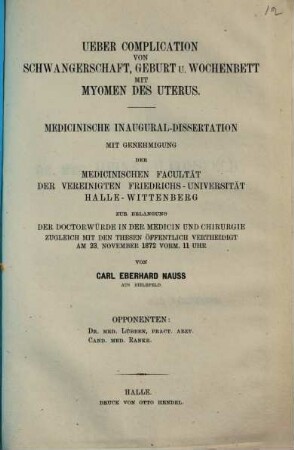 12
UEBER COMPLICATION
VON
SCHWANGERSCHAFT, GEBURT U. WOCHENBETT
MIT
MYOMEN DES UTERUS.
MEDICINISCHE INAUGURAL-DISSERTATION
MIT GENEHMIGUNG
DER
MEDICINISCHEN FACULTÄT
DER VEREINIGTEN FRIEDRICHS-UNIVERSITÄT
HALLE-WITTENBERG
ZUR ERLANGUNG
DER DOCTORWÜRDE IN DER MEDICIN UND CHIRURGIE
ZUGLEICH MIT DEN THESEN ÖFFENTLICH VERTHEIDIGT
AM 23. NOVEMBER 1872 VORM. 11 UHR
VON
CARL EBERHARD NAUSS
AUS
OPPONENTEN:
DR. MED. LÜDERN, PRACT. ARZT.
CAND. MED. RANKE.
HALLE.
DRUCK VON OTTO HENDEL.